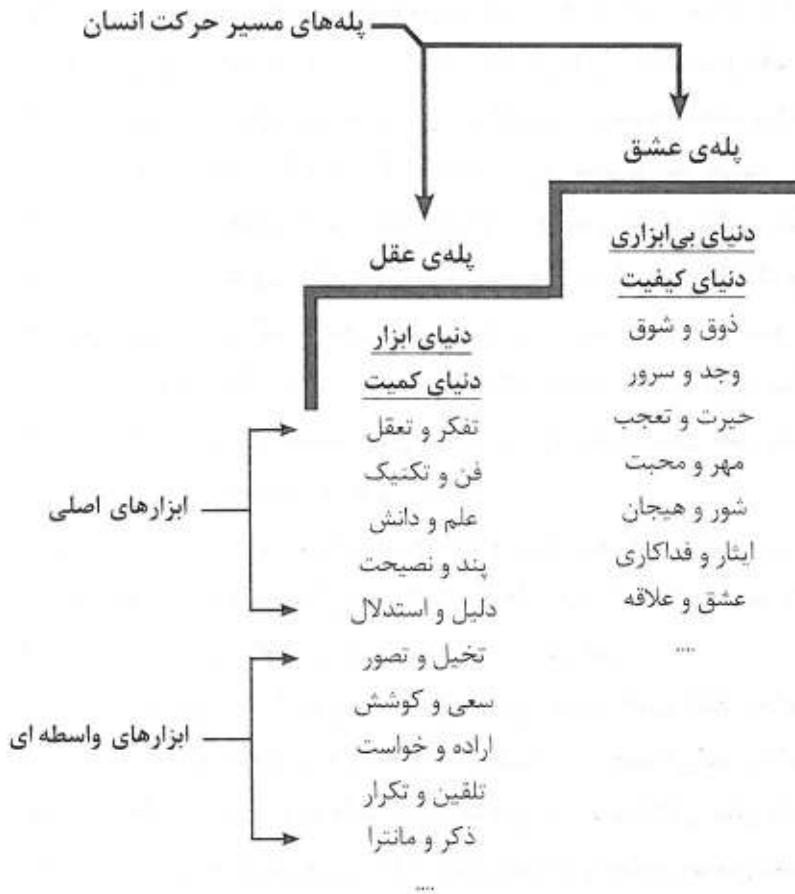 پله‌های مسیر حرکت انسان
پله‌ی عشق
دنیای بی‌ابزاری
دنیای کیفیت
ذوق و شوق
وجد و سرور
حیرت و تعجب
مهر و محبت
شور و هیجان
ایثار و فداکاری
عشق و علاقه
....
پله‌ی عقل
دنیای ابزار
دنیای کمیت
تفکر و تعقل
فن و تکنیک
علم و دانش
پند و نصیحت
دلیل و استدلال
تخیل و تصور
سعی و کوشش
اراده و خواست
تلقین و تکرار
ذکر و مانترا
....
ابزارهای اصلی
ابزارهای واسطه ای